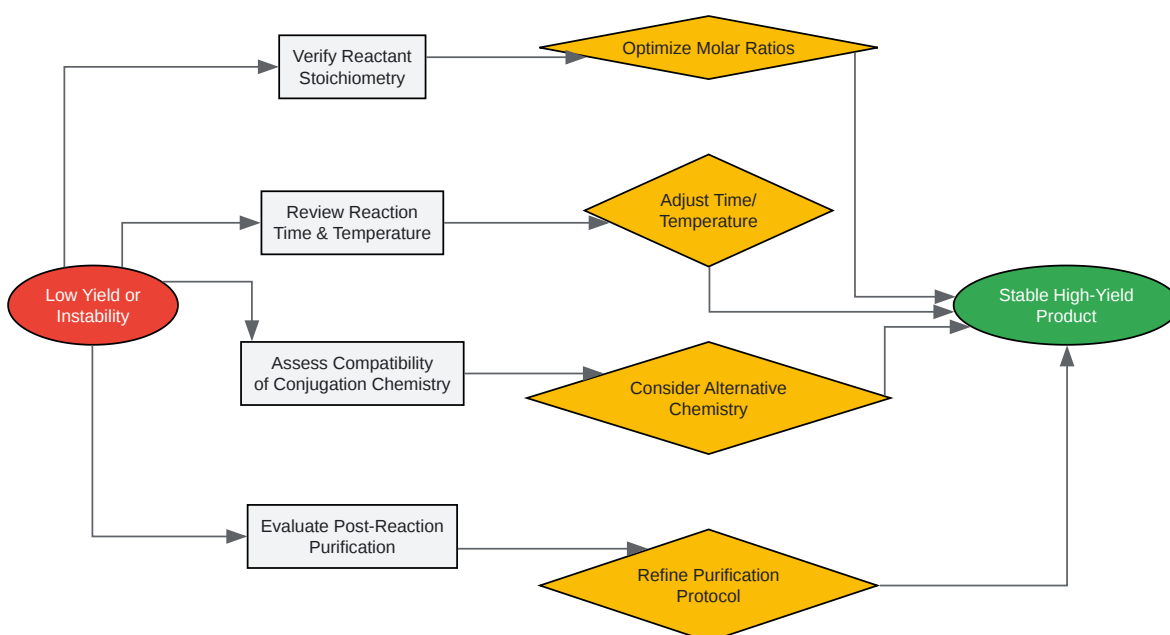 Verify Reactant
Stoichiometry
Optimize Molar Ratios
Review Reaction
Time & Temperature
Adjust Time/
Temperature
Low Yield or
Instability
Stable High-Yield
Product
Assess Compatibility
of Conjugation Chemistry
Consider Alternative
Chemistry
Evaluate Post-Reaction
Purification
Refine Purification
Protocol